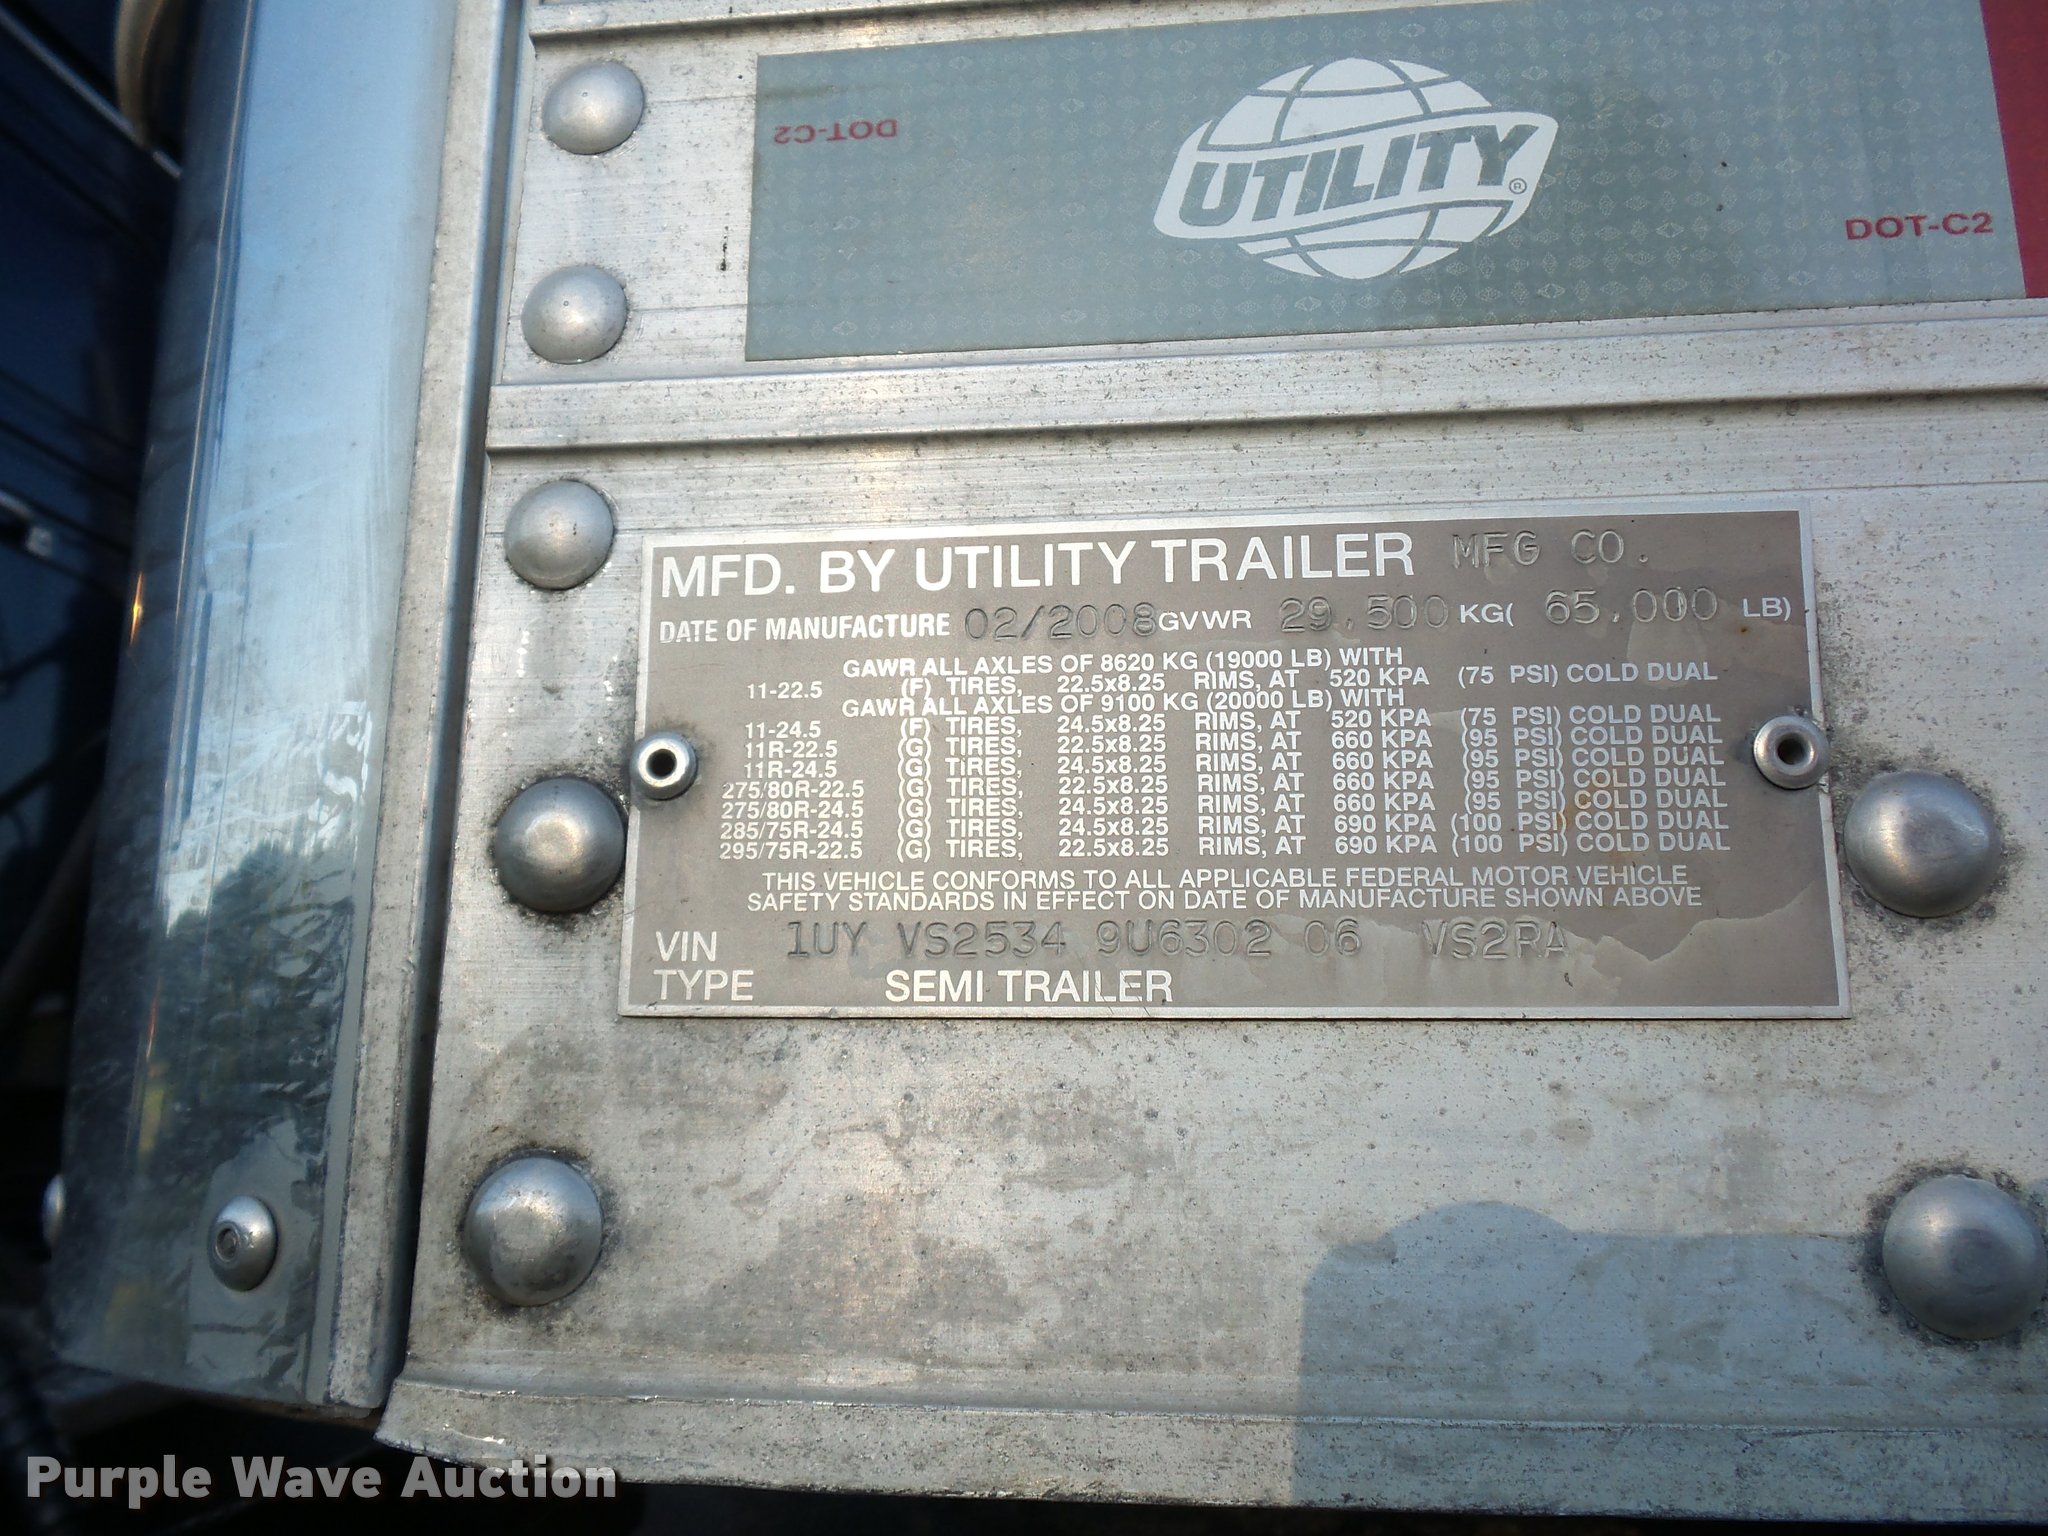 DOT-C2
UTILITY®
DOT-C2
MFD. BY UTILITY TRAILER MFG CO.
DATE OF MANUFACTURE 02/2008 GVWR 29,500 KG( 65,000 LB)
GAWR ALL AXLES OF 8620 KG (19000 LB) WITH
11-22.5 (F) TIRES, 22.5x8.25 RIMS, AT 520 KPA (75 PSI) COLD DUAL
GAWR ALL AXLES OF 9100 KG (20000 LB) WITH
11-24.5 (F) TIRES, 24.5x8.25 RIMS, AT 520 KPA (75 PSI) COLD DUAL
11R-22.5 (G) TIRES, 22.5x8.25 RIMS, AT 660 KPA (95 PSI) COLD DUAL
11R-24.5 (G) TIRES, 24.5x8.25 RIMS, AT 660 KPA (95 PSI) COLD DUAL
275/80R-22.5 (G) TIRES, 22.5x8.25 RIMS, AT 660 KPA (95 PSI) COLD DUAL
275/80R-24.5 (G) TIRES, 24.5x8.25 RIMS, AT 660 KPA (95 PSI) COLD DUAL
285/75R-24.5 (G) TIRES, 24.5x8.25 RIMS, AT 690 KPA (100 PSI) COLD DUAL
295/75R-22.5 (G) TIRES, 22.5x8.25 RIMS, AT 690 KPA (100 PSI) COLD DUAL
THIS VEHICLE CONFORMS TO ALL APPLICABLE FEDERAL MOTOR VEHICLE
SAFETY STANDARDS IN EFFECT ON DATE OF MANUFACTURE SHOWN ABOVE
VIN 1UY VS2534 9U6302 06 VS2RA
TYPE SEMI TRAILER
Purple Wave Auction